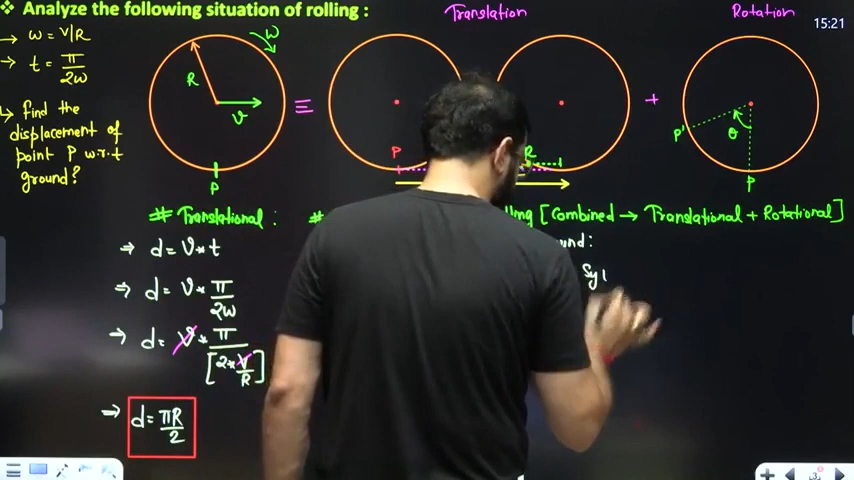 ❖ Analyze the following situation of rolling :
Translation
Rotation
15:21
→ ω = V/R
→ t = π/2ω
↳ find the
displacement of
point P w.r.t
ground?
ω
R
v
P
≡
P
R
+
P'
θ
P
# Translational :
#
lling [Combined → Translational + Rotational]
und:
⇒ d = V * t
Sy
⇒ d = V * π/2ω
⇒ d = V * π/[2 * V/R]
⇒ d = πR/2